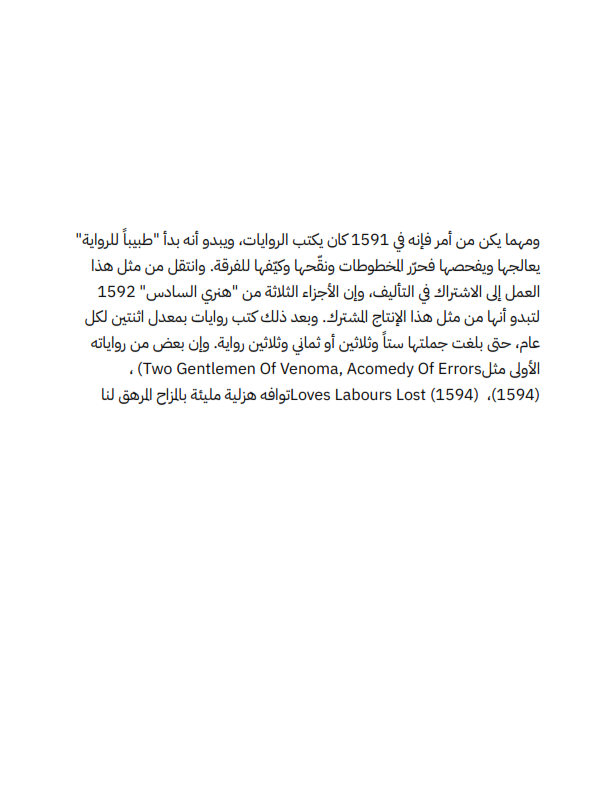 ومهما يكن من أمر فإنه في 1591 كان يكتب الروايات، ويبدو أنه بدأ "طبيباً للرواية"
يعالجها ويفحصها فحرّر المخطوطات ونقّحها وكيّفها للفرقة. وانتقل من مثل هذا
العمل إلى الاشتراك في التأليف، وإن الأجزاء الثلاثة من "هنري السادس" 1592
لتبدو أنها من مثل هذا الإنتاج المشترك. وبعد ذلك كتب روايات بمعدل اثنتين لكل
عام، حتى بلغت جملتها ستاً وثلاثين أو ثماني وثلاثين رواية. وإن بعض من رواياته
الأولى مثلTwo Gentlemen Of Venoma, Acomedy Of Errors) ،
(1594)، Loves Labours Lost (1594)توافه هزلية مليئة بالمزاح المرهق لنا